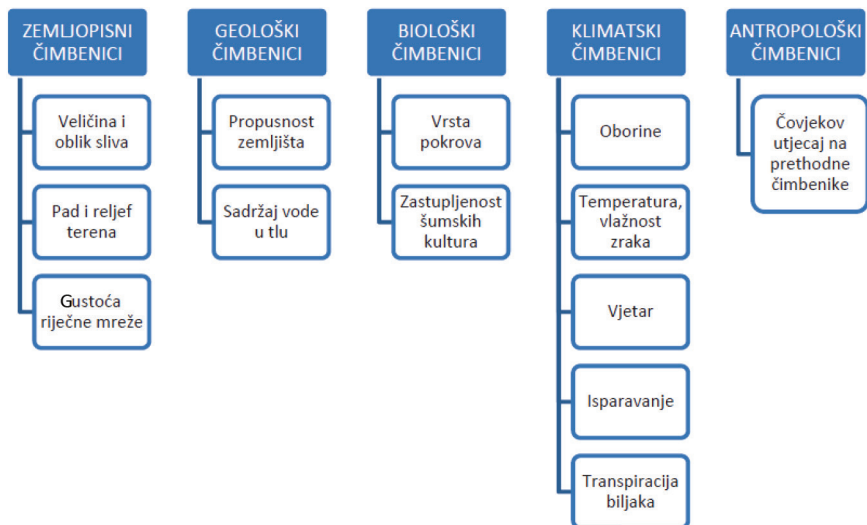 ZEMLJOPISNI
ČIMBENICI
Veličina i
oblik sliva
Pad i reljef
terena
Gustoća
riječne mreže
GEOLOŠKI
ČIMBENICI
Propusnost
zemljišta
Sadržaj vode
u tlu
BIOLOŠKI
ČIMBENICI
Vrsta
pokrova
Zastupljenost
šumskih
kultura
KLIMATSKI
ČIMBENICI
Oborine
Temperatura,
vlažnost
zraka
Vjetar
Isparavanje
Transpiracija
biljaka
ANTROPOLOŠKI
ČIMBENICI
Čovjekov
utjecaj na
prethodne
čimbenike